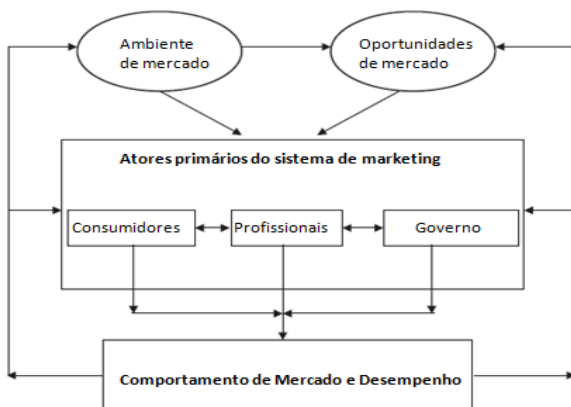 Ambiente
de mercado
Oportunidades
de mercado
Atores primários do sistema de marketing
Consumidores
Profissionais
Governo
Comportamento de Mercado e Desempenho